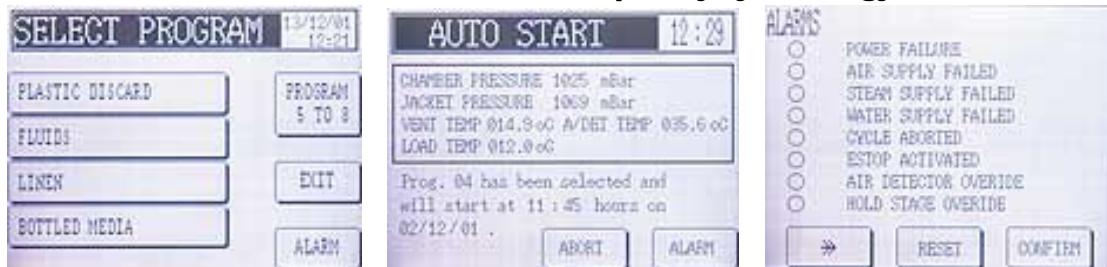 SELECT PROGRAM
13/12/01
12:21
PLASTIC DISCARD
FLUIDS
LINEN
BOTTLED MEDIA
PROGRAM
5 TO 8
EXIT
ALARM
AUTO START
12:29
CHAMBER PRESSURE 1025 mBar
JACKET PRESSURE 1069 mBar
VENT TEMP 014.9oC A/DET TEMP 035.6oC
LOAD TEMP 012.0oC
Prog. 04 has been selected and
will start at 11:45 hours on
02/12/01 .
ABORT
ALARM
ALARMS
POWER FAILURE
AIR SUPPLY FAILED
STEAM SUPPLY FAILED
WATER SUPPLY FAILED
CYCLE ABORTED
ESTOP ACTIVATED
AIR DETECTOR OVERIDE
HOLD STAGE OVERIDE
»
RESET
CONFIRM